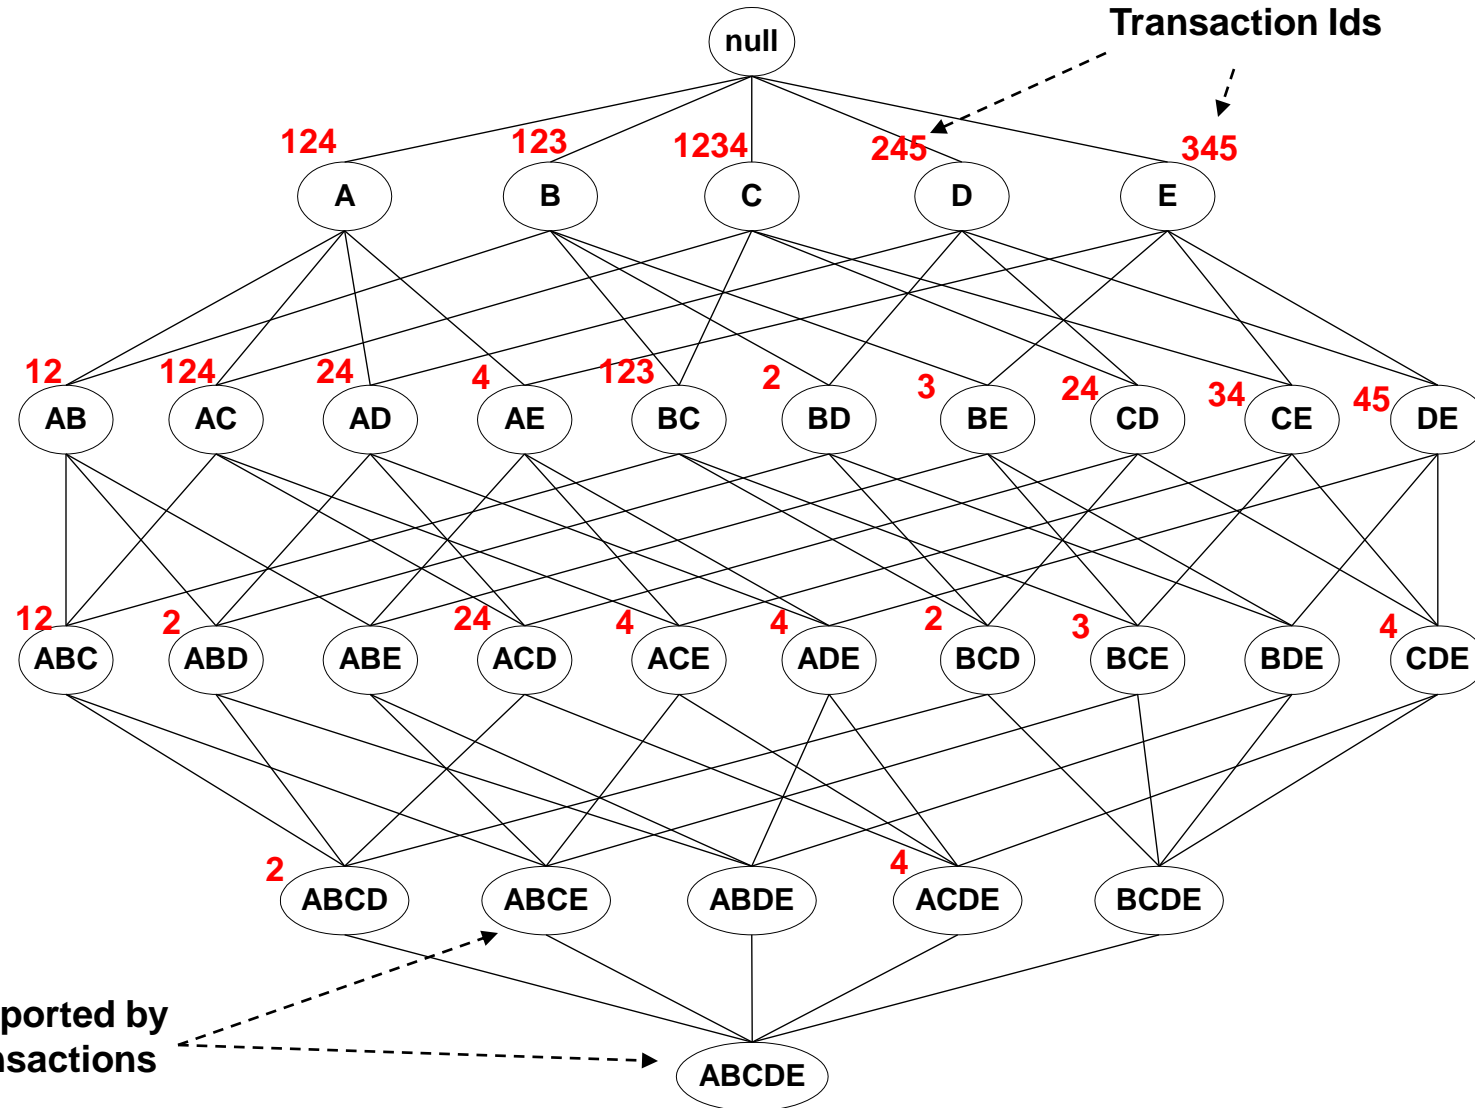 Transaction Ids
null
124
123
1234
245
345
A
B
C
D
E
12
124
24
4
123
2
3
24
34
45
AB
AC
AD
AE
BC
BD
BE
CD
CE
DE
12
2
24
4
4
2
3
4
ABC
ABD
ABE
ACD
ACE
ADE
BCD
BCE
BDE
CDE
2
4
ABCD
ABCE
ABDE
ACDE
BCDE
ported by
nsactions
ABCDE